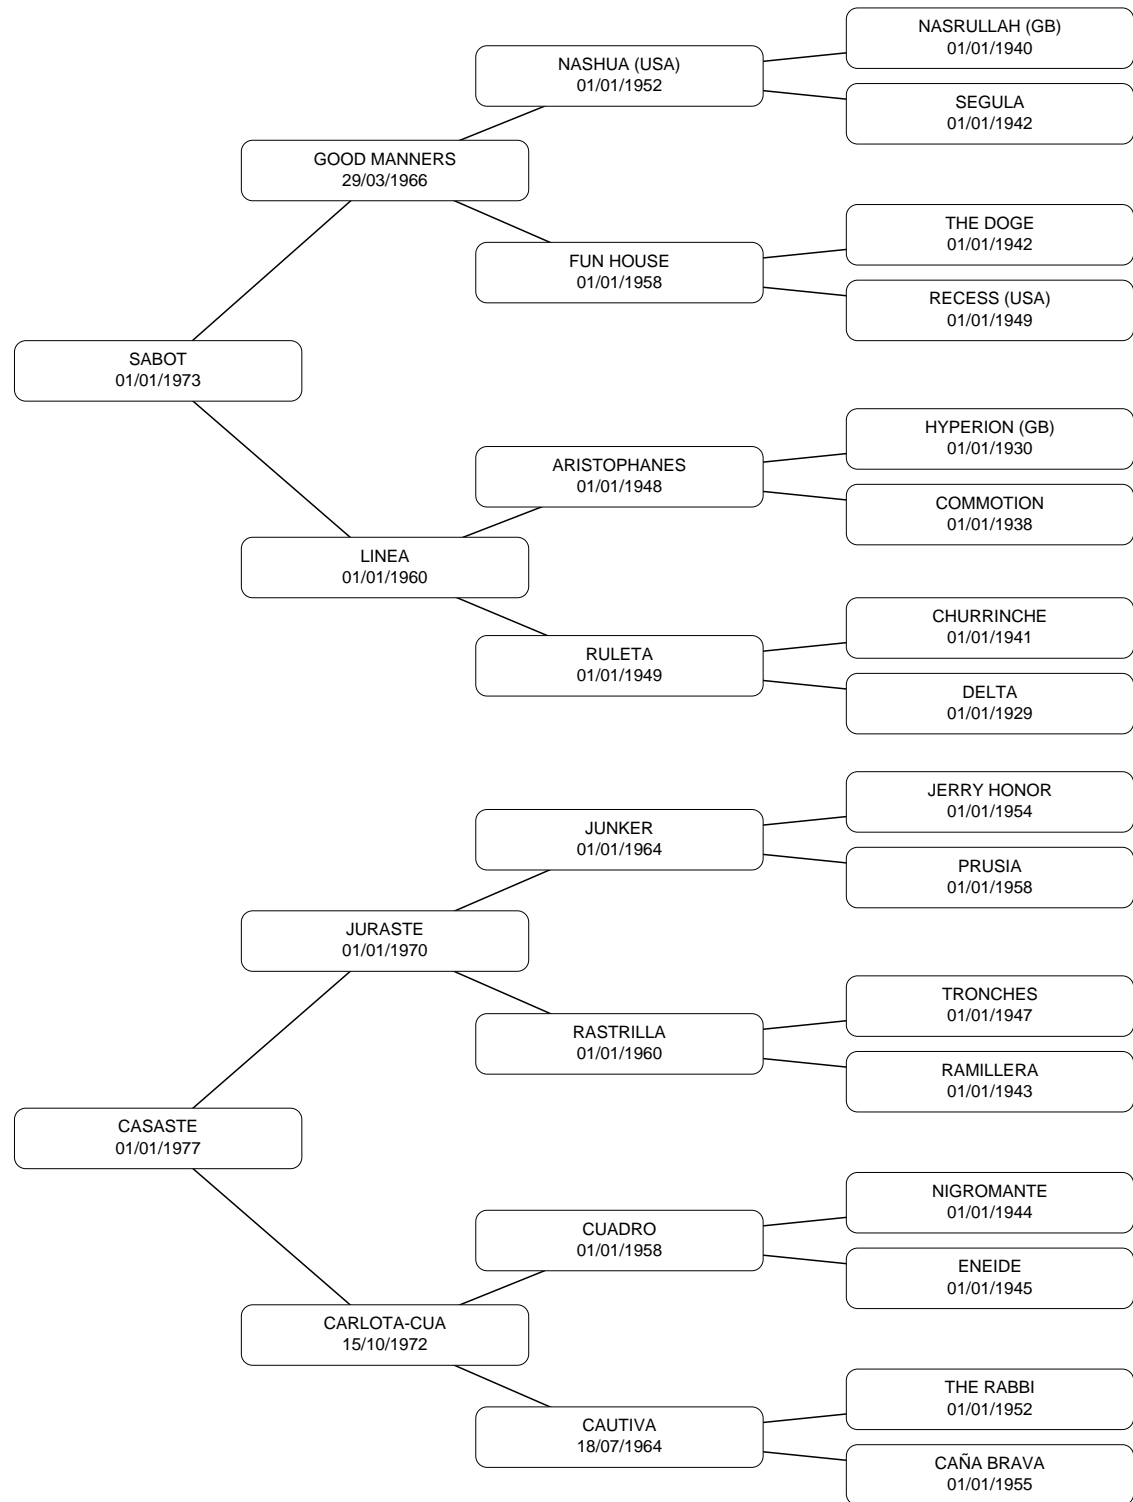 NASRULLAH (GB)
01/01/1940
NASHUA (USA)
01/01/1952
SEGULA
01/01/1942
GOOD MANNERS
29/03/1966
THE DOGE
01/01/1942
FUN HOUSE
01/01/1958
RECESS (USA)
01/01/1949
SABOT
01/01/1973
HYPERION (GB)
01/01/1930
ARISTOPHANES
01/01/1948
COMMOTION
01/01/1938
LINEA
01/01/1960
CHURRINCHE
01/01/1941
RULETA
01/01/1949
DELTA
01/01/1929
JERRY HONOR
01/01/1954
JUNKER
01/01/1964
PRUSIA
01/01/1958
JURASTE
01/01/1970
TRONCHES
01/01/1947
RASTRILLA
01/01/1960
RAMILLERA
01/01/1943
CASASTE
01/01/1977
NIGROMANTE
01/01/1944
CUADRO
01/01/1958
ENEIDE
01/01/1945
CARLOTA-CUA
15/10/1972
THE RABBI
01/01/1952
CAUTIVA
18/07/1964
CAÑA BRAVA
01/01/1955